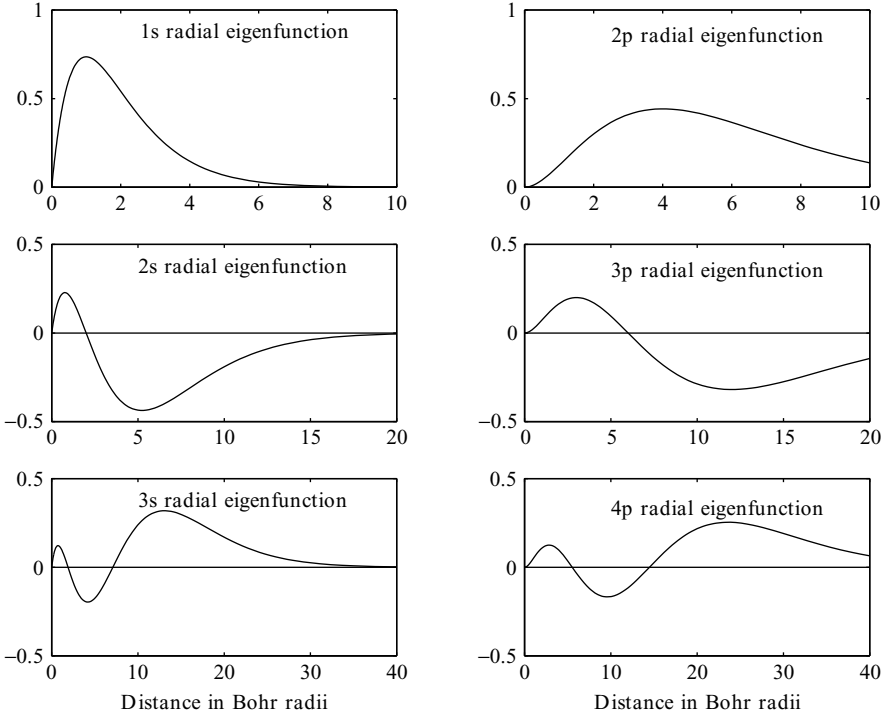 1s radial eigenfunction
1
0.5
0
0 2 4 6 8 10
2p radial eigenfunction
1
0.5
0
0 2 4 6 8 10
2s radial eigenfunction
0.5
0
−0.5
0 5 10 15 20
3p radial eigenfunction
0.5
0
−0.5
0 5 10 15 20
3s radial eigenfunction
0.5
0
−0.5
0 10 20 30 40
Distance in Bohr radii
4p radial eigenfunction
0.5
0
−0.5
0 10 20 30 40
Distance in Bohr radii